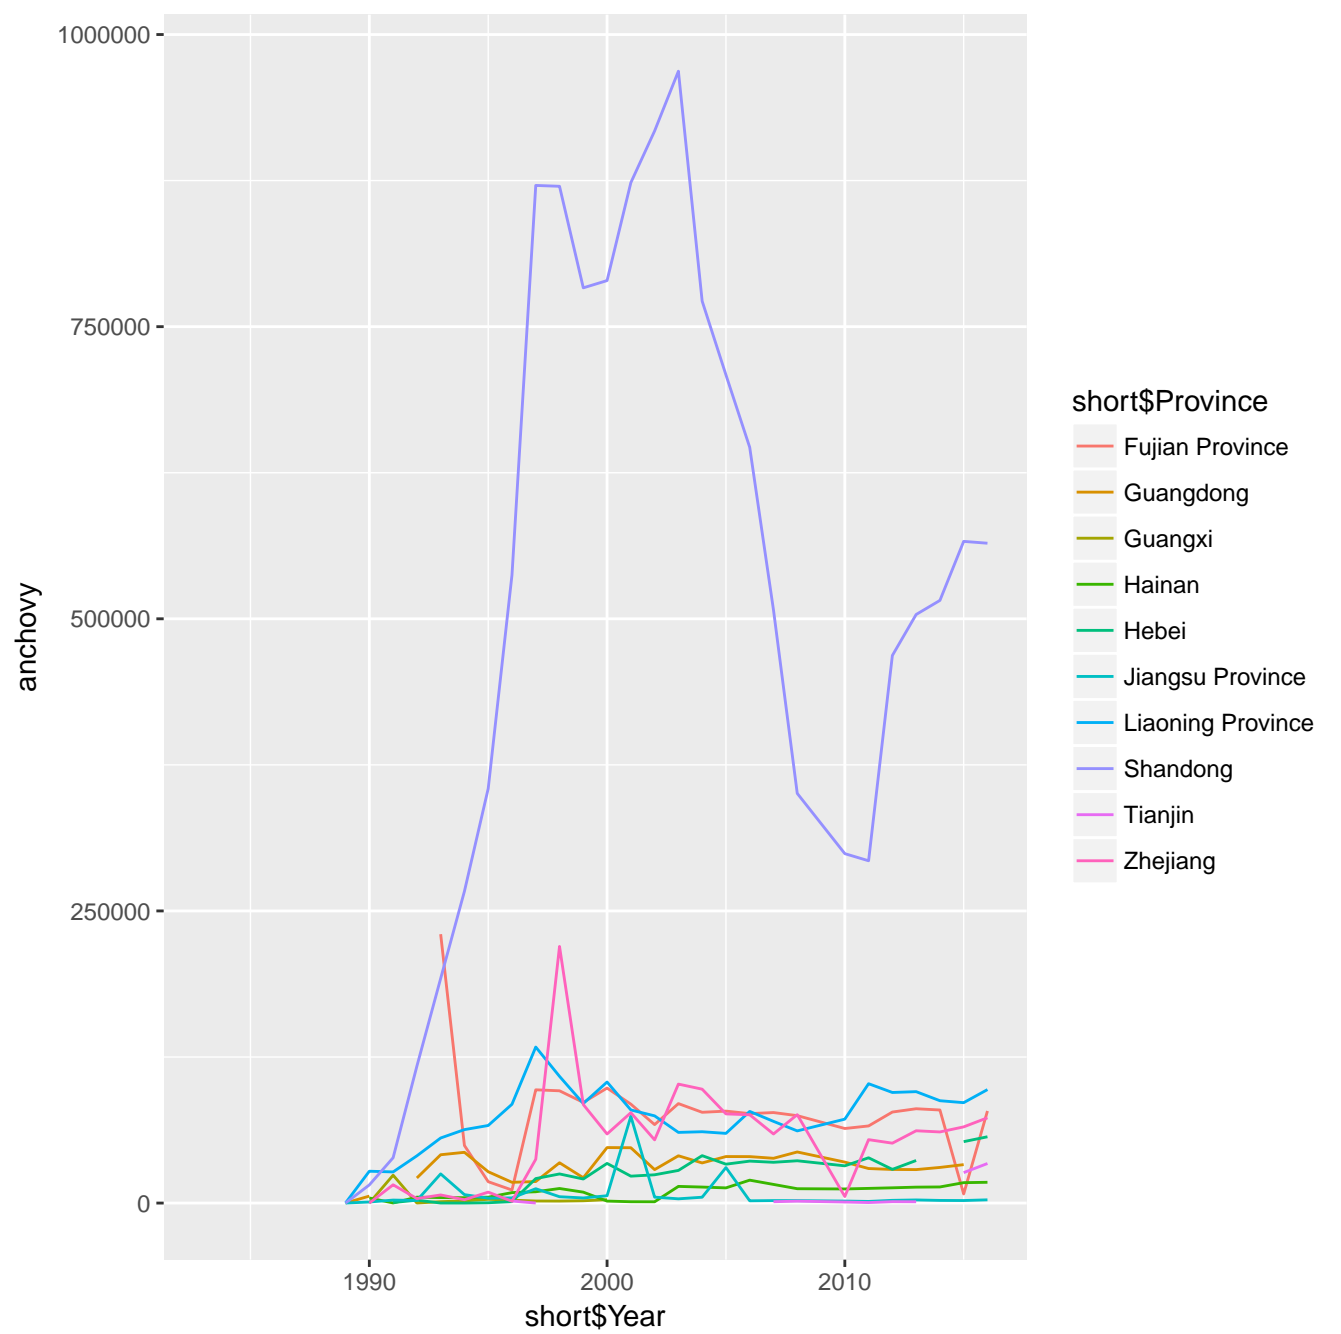 1000000
750000
500000
250000
0
anchovy
1990 2000 2010
short$Year
short$Province
Fujian Province
Guangdong
Guangxi
Hainan
Hebei
Jiangsu Province
Liaoning Province
Shandong
Tianjin
Zhejiang